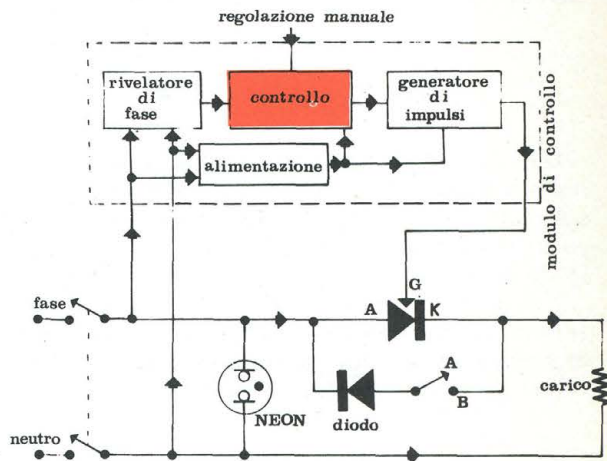 regolazione manuale
rivelatore
di
fase
controllo
generatore
di
impulsi
alimentazione
modulo di controllo
G
fase
A
K
A
B
diodo
NEON
carico
neutro